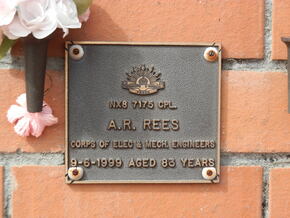 NX8 7175 CPL.
A.R. REES
CORPS OF ELEC & MECH. ENGINEERS
9-6-1999 AGED 83 YEARS